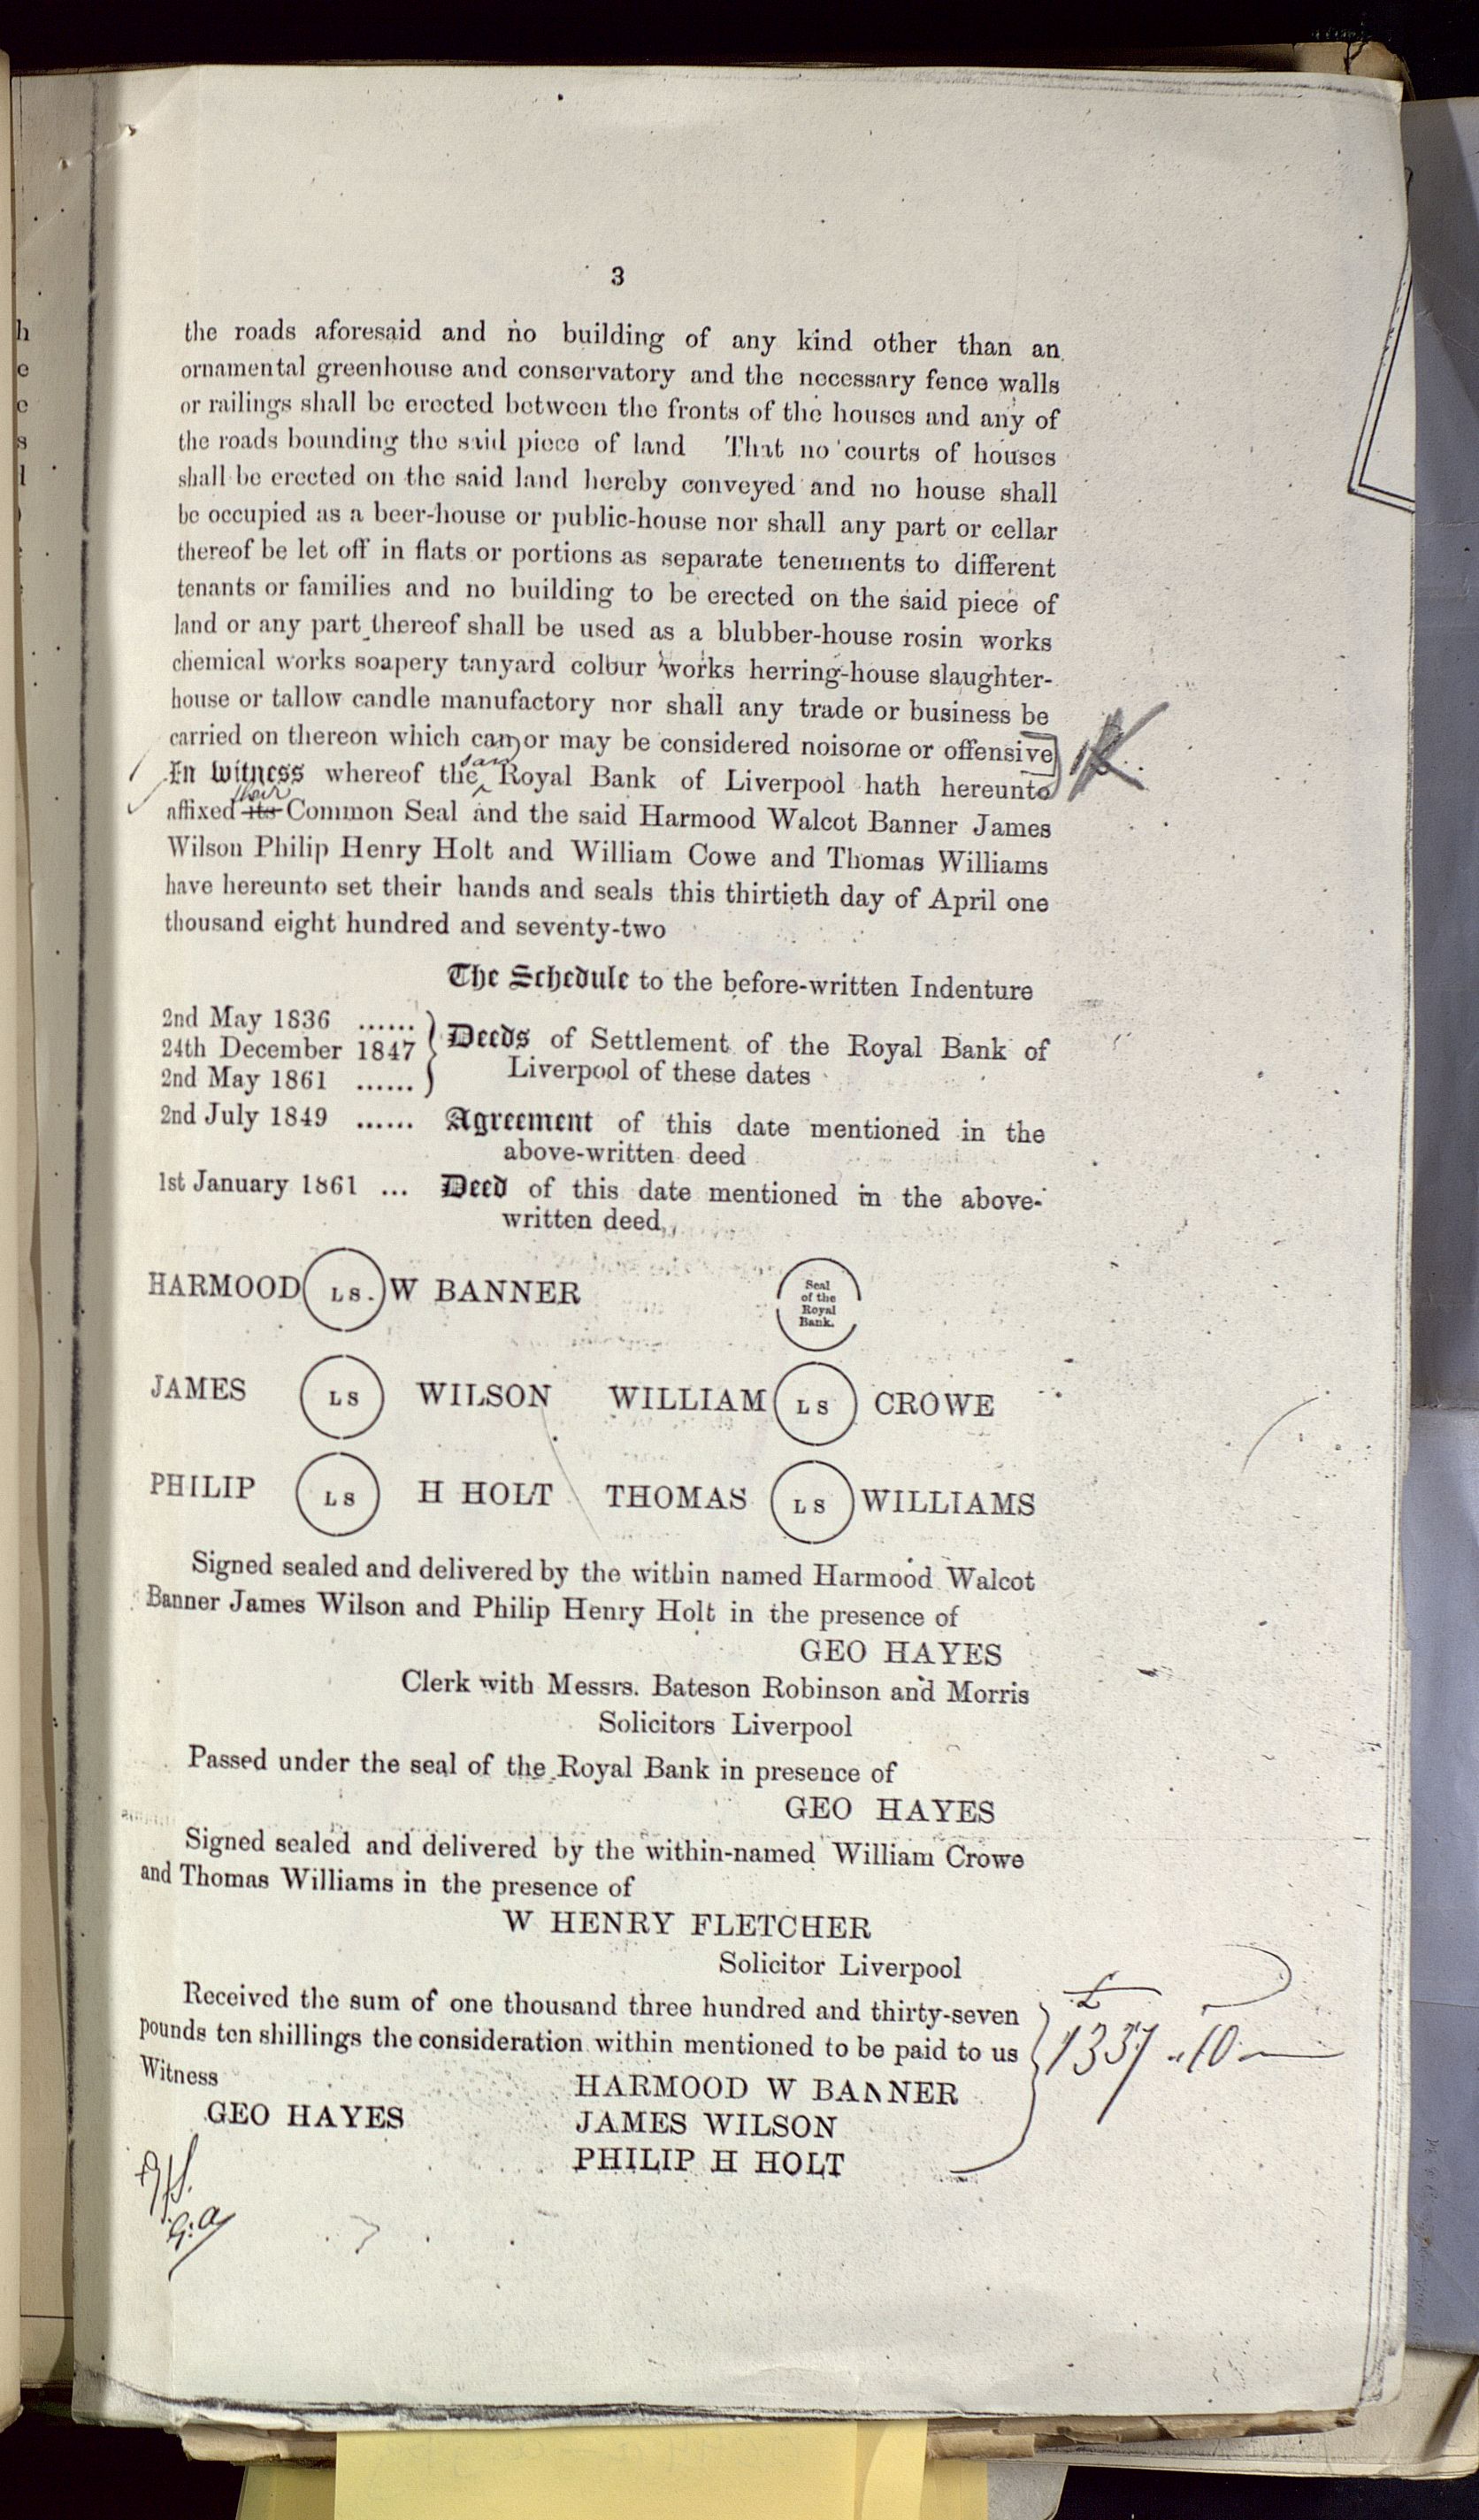 3
the roads aforesaid and no building of any kind other than an
ornamental greenhouse and conservatory and the necessary fence walls
or railings shall be erected between the fronts of the houses and any of
the roads bounding the said piece of land That no courts of houses
shall be erected on the said land hereby conveyed and no house shall
be occupied as a beer-house or public-house nor shall any part or cellar
thereof be let off in flats or portions as separate tenements to different
tenants or families and no building to be erected on the said piece of
land or any part thereof shall be used as a blubber-house rosin works
chemical works soapery tanyard colour works herring-house slaughter-
house or tallow candle manufactory nor shall any trade or business be
carried on thereon which can or may be considered noisome or offensive
In witness whereof the said Royal Bank of Liverpool hath hereunto
affixed its their Common Seal and the said Harmood Walcot Banner James
Wilson Philip Henry Holt and William Cowe and Thomas Williams
have hereunto set their hands and seals this thirtieth day of April one
thousand eight hundred and seventy-two
The Schedule to the before-written Indenture
2nd May 1836 ......
24th December 1847
2nd May 1861 ......
Deeds of Settlement of the Royal Bank of
Liverpool of these dates
2nd July 1849 ...... Agreement of this date mentioned in the
above-written deed
1st January 1861 ... Deed of this date mentioned in the above-
written deed
HARMOOD LS. W BANNER
Seal
of the
Royal
Bank.
JAMES LS WILSON WILLIAM LS CROWE
PHILIP LS H HOLT THOMAS LS WILLIAMS
Signed sealed and delivered by the within named Harmood Walcot
Banner James Wilson and Philip Henry Holt in the presence of
GEO HAYES
Clerk with Messrs. Bateson Robinson and Morris
Solicitors Liverpool
Passed under the seal of the Royal Bank in presence of
GEO HAYES
Signed sealed and delivered by the within-named William Crowe
and Thomas Williams in the presence of
W HENRY FLETCHER
Solicitor Liverpool
Received the sum of one thousand three hundred and thirty-seven
pounds ten shillings the consideration within mentioned to be paid to us
£
1337 .. 10 —
Witness
HARMOOD W BANNER
GEO HAYES
JAMES WILSON
PHILIP H HOLT